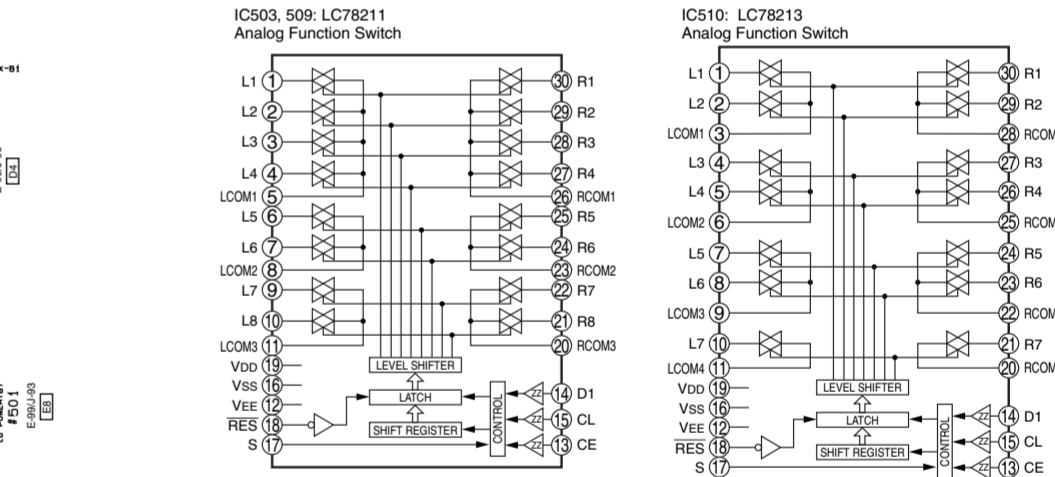 x-B1
D4
#501
E-99/J-93
E8
IC503, 509: LC78211
Analog Function Switch
L1 1
L2 2
L3 3
L4 4
LCOM1 5
L5 6
L6 7
LCOM2 8
L7 9
L8 10
LCOM3 11
VDD 19
VSS 16
VEE 12
RES 18
S 17
30 R1
29 R2
28 R3
27 R4
26 RCOM1
25 R5
24 R6
23 RCOM2
22 R7
21 R8
20 RCOM3
14 D1
15 CL
13 CE
LEVEL SHIFTER
LATCH
SHIFT REGISTER
CONTROL
ZZ
ZZ
ZZ
IC510: LC78213
Analog Function Switch
L1 1
L2 2
LCOM1 3
L3 4
L4 5
LCOM2 6
L5 7
L6 8
LCOM3 9
L7 10
LCOM4 11
VDD 19
VSS 16
VEE 12
RES 18
S 17
30 R1
29 R2
28 RCOM
27 R3
26 R4
25 RCOM
24 R5
23 R6
22 RCOM
21 R7
20 RCOM
14 D1
15 CL
13 CE
LEVEL SHIFTER
LATCH
SHIFT REGISTER
CONTROL
ZZ
ZZ
ZZ